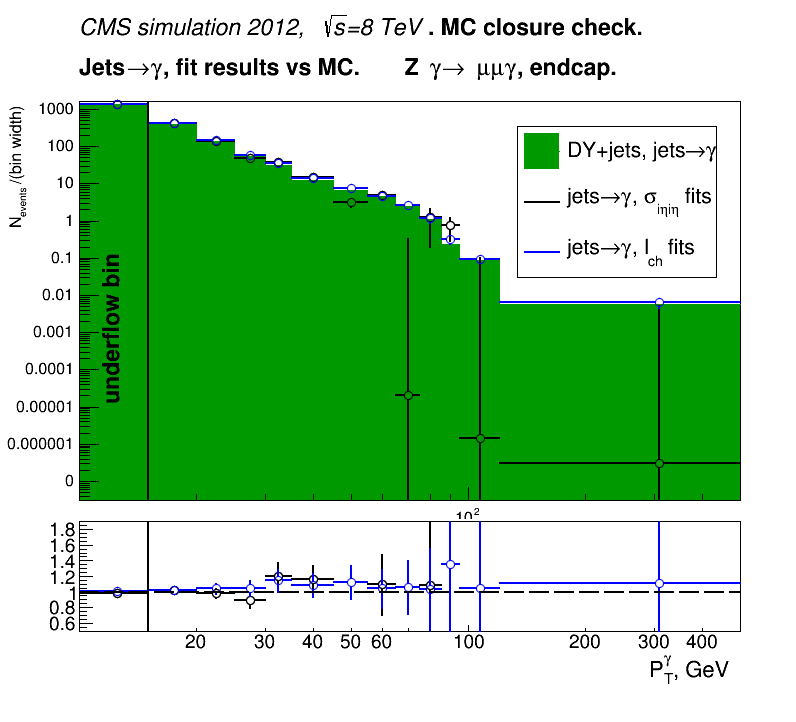 CMS simulation 2012, √s=8 TeV . MC closure check.
Jets→γ, fit results vs MC. Z γ→ μμγ, endcap.
N_events /(bin width)
1000
100
10
1
0.1
0.01
0.001
0.0001
0.00001
0.000001
0
underflow bin
DY+jets, jets→γ
jets→γ, σ_iηiη fits
jets→γ, I_ch fits
10²
1.8
1.6
1.4
1.2
1
0.8
0.6
20 30 40 50 60 100 200 300 400
P_T^γ, GeV